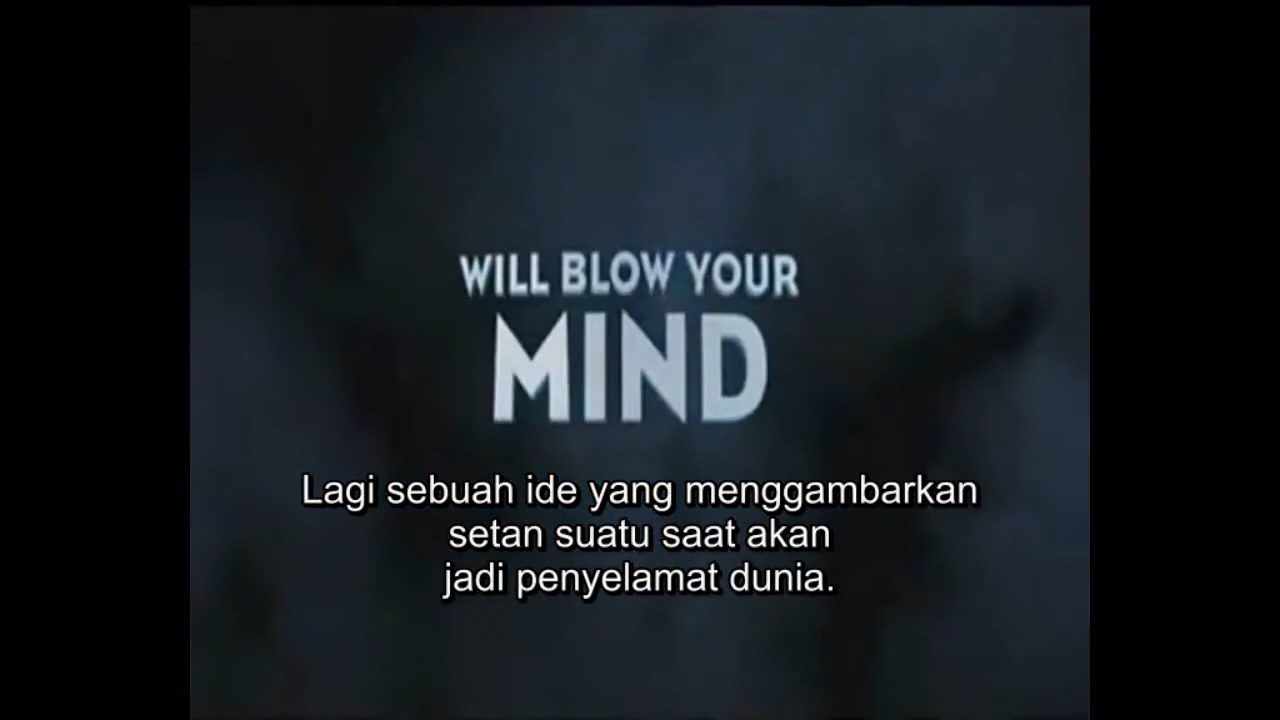 WILL BLOW YOUR
MIND
Lagi sebuah ide yang menggambarkan
setan suatu saat akan
jadi penyelamat dunia.